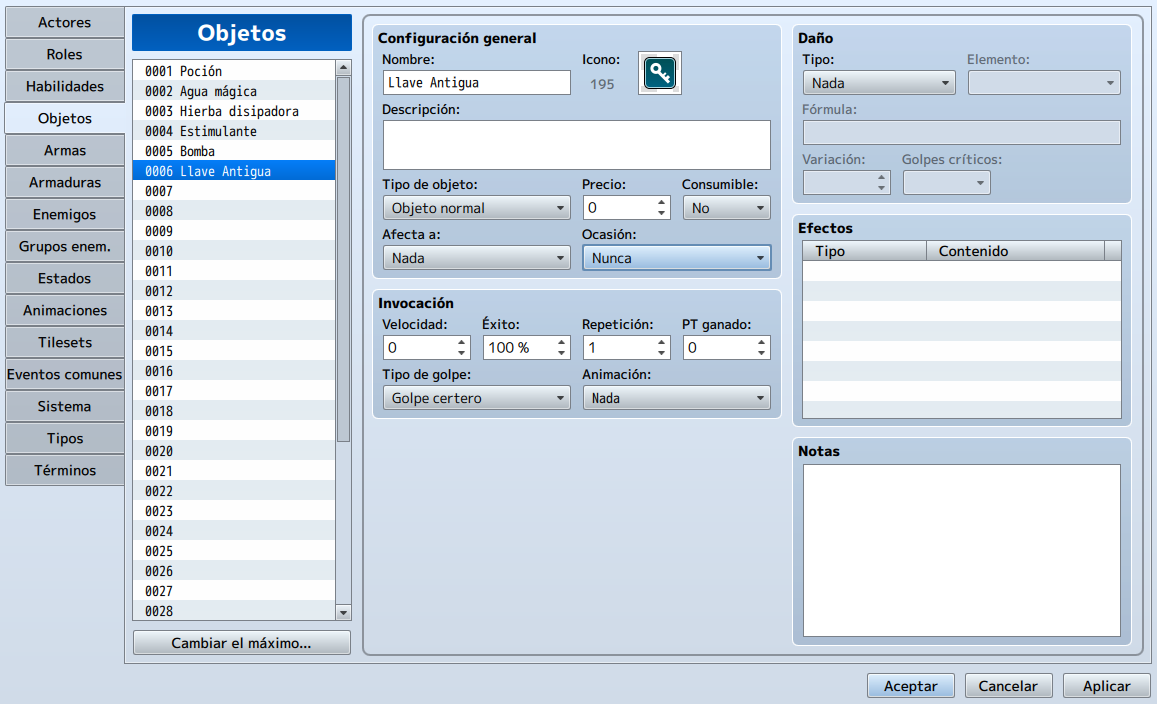 Actores
Roles
Habilidades
Objetos
Armas
Armaduras
Enemigos
Grupos enem.
Estados
Animaciones
Tilesets
Eventos comunes
Sistema
Tipos
Términos
Objetos
0001 Poción
0002 Agua mágica
0003 Hierba disipadora
0004 Estimulante
0005 Bomba
0006 Llave Antigua
0007
0008
0009
0010
0011
0012
0013
0014
0015
0016
0017
0018
0019
0020
0021
0022
0023
0024
0025
0026
0027
0028
Cambiar el máximo...
Configuración general
Nombre: Icono:
Llave Antigua 195
Descripción:
Tipo de objeto: Precio: Consumible:
Objeto normal 0 No
Afecta a: Ocasión:
Nada Nunca
Invocación
Velocidad: Éxito: Repetición: PT ganado:
0 100 % 1 0
Tipo de golpe: Animación:
Golpe certero Nada
Daño
Tipo: Elemento:
Nada
Fórmula:
Variación: Golpes críticos:
Efectos
Tipo Contenido
Notas
Aceptar Cancelar Aplicar